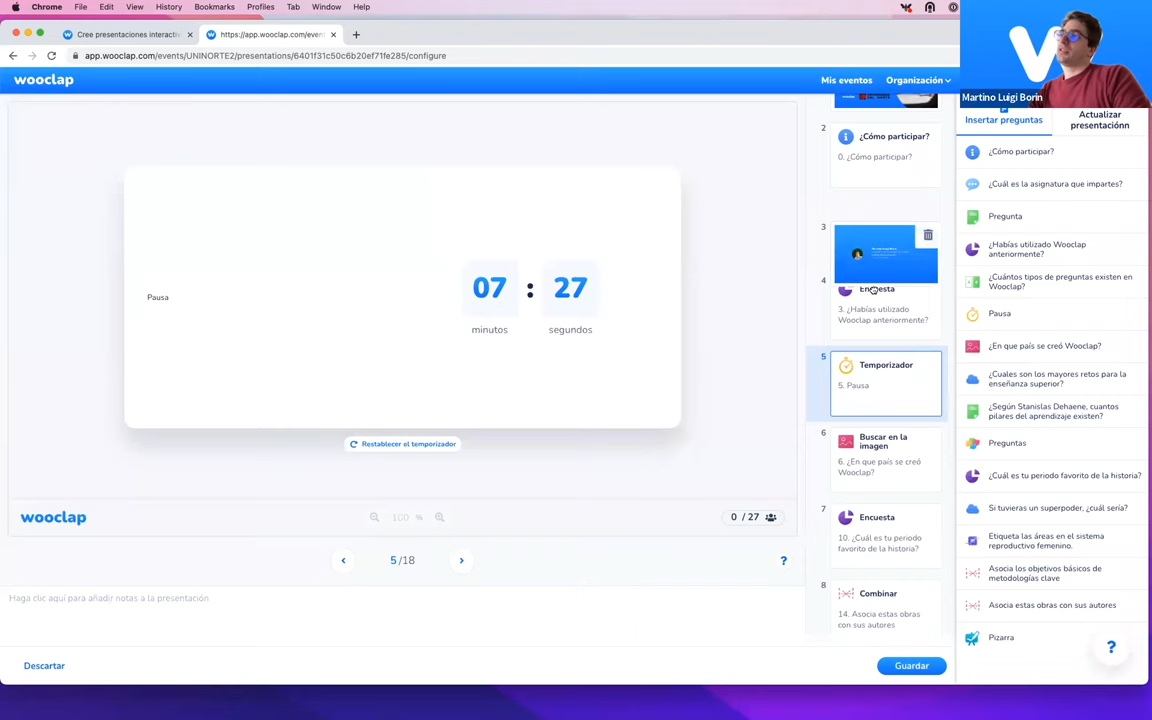 Chrome File Edit View History Bookmarks Profiles Tab Window Help
Cree presentaciones interactiv
https://app.wooclap.com/even
app.wooclap.com/events/UNINORTE2/presentations/6401f31c50c6b20ef71fe285/configure
wooclap
Mis eventos
Organización
Martino Luigi Borin
Insertar preguntas
Actualizar
presentaciónn
2
¿Cómo participar?
0. ¿Cómo participar?
3
4
Encuesta
3. ¿Habías utilizado
Wooclap anteriormente?
5
Temporizador
5. Pausa
6
Buscar en la
imagen
6. ¿En que país se creó
Wooclap?
7
Encuesta
10. ¿Cuál es tu periodo
favorito de la historia?
8
Combinar
14. Asocia estas obras
con sus autores
Pausa
07 : 27
minutos segundos
Restablecer el temporizador
wooclap
100 %
0 / 27
5 /18
?
Haga clic aquí para añadir notas a la presentación
Descartar
Guardar
¿Cómo participar?
¿Cuál es la asignatura que impartes?
Pregunta
¿Habías utilizado Wooclap
anteriormente?
¿Cuántos tipos de preguntas existen en
Wooclap?
Pausa
¿En que país se creó Wooclap?
¿Cuales son los mayores retos para la
enseñanza superior?
¿Según Stanislas Dehaene, cuantos
pilares del aprendizaje existen?
Preguntas
¿Cuál es tu periodo favorito de la historia?
Si tuvieras un superpoder, ¿cuál sería?
Etiqueta las áreas en el sistema
reproductivo femenino.
Asocia los objetivos básicos de
metodologías clave
Asocia estas obras con sus autores
Pizarra
?